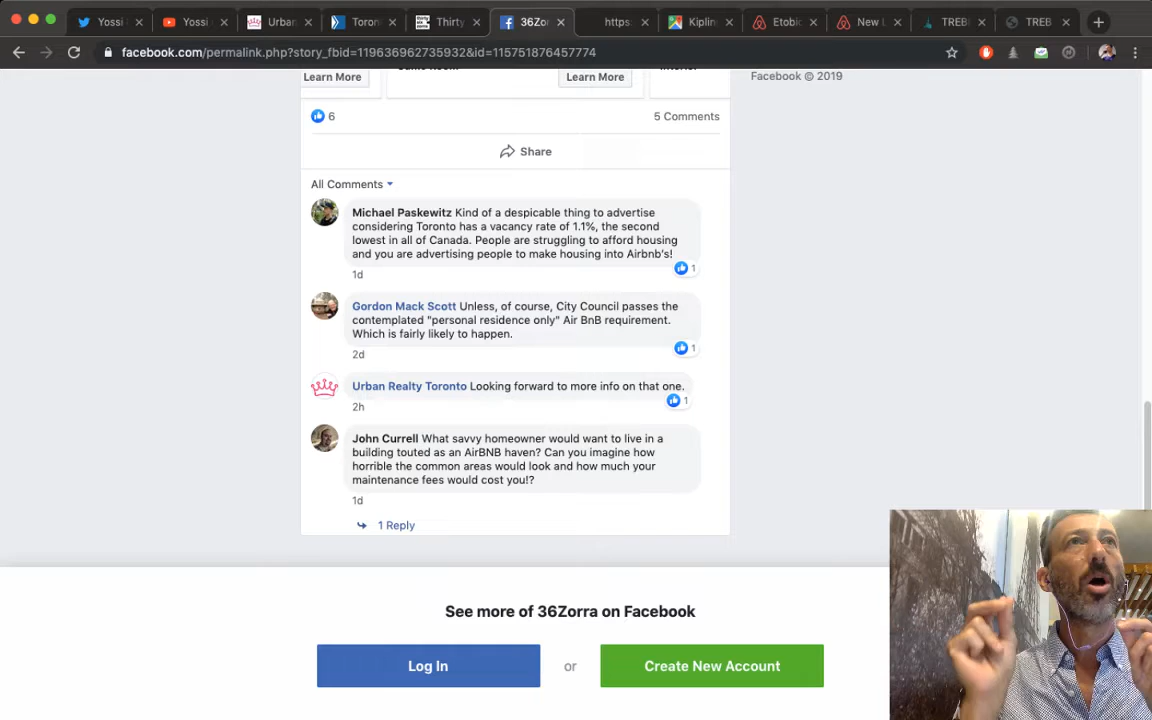 Yossi
Yossi
Urban
Toron
Thirty
36Zor
https:
Kiplin
Etobic
New L
TREB
TREB
facebook.com/permalink.php?story_fbid=119636962735932&id=115751876457774
Learn More
Learn More
Facebook © 2019
6
5 Comments
Share
All Comments
Michael Paskewitz Kind of a despicable thing to advertise
considering Toronto has a vacancy rate of 1.1%, the second
lowest in all of Canada. People are struggling to afford housing
and you are advertising people to make housing into Airbnb's!
1
1d
Gordon Mack Scott Unless, of course, City Council passes the
contemplated "personal residence only" Air BnB requirement.
Which is fairly likely to happen.
1
2d
Urban Realty Toronto Looking forward to more info on that one.
1
2h
John Currell What savvy homeowner would want to live in a
building touted as an AirBNB haven? Can you imagine how
horrible the common areas would look and how much your
maintenance fees would cost you!?
1d
1 Reply
See more of 36Zorra on Facebook
Log In
or
Create New Account